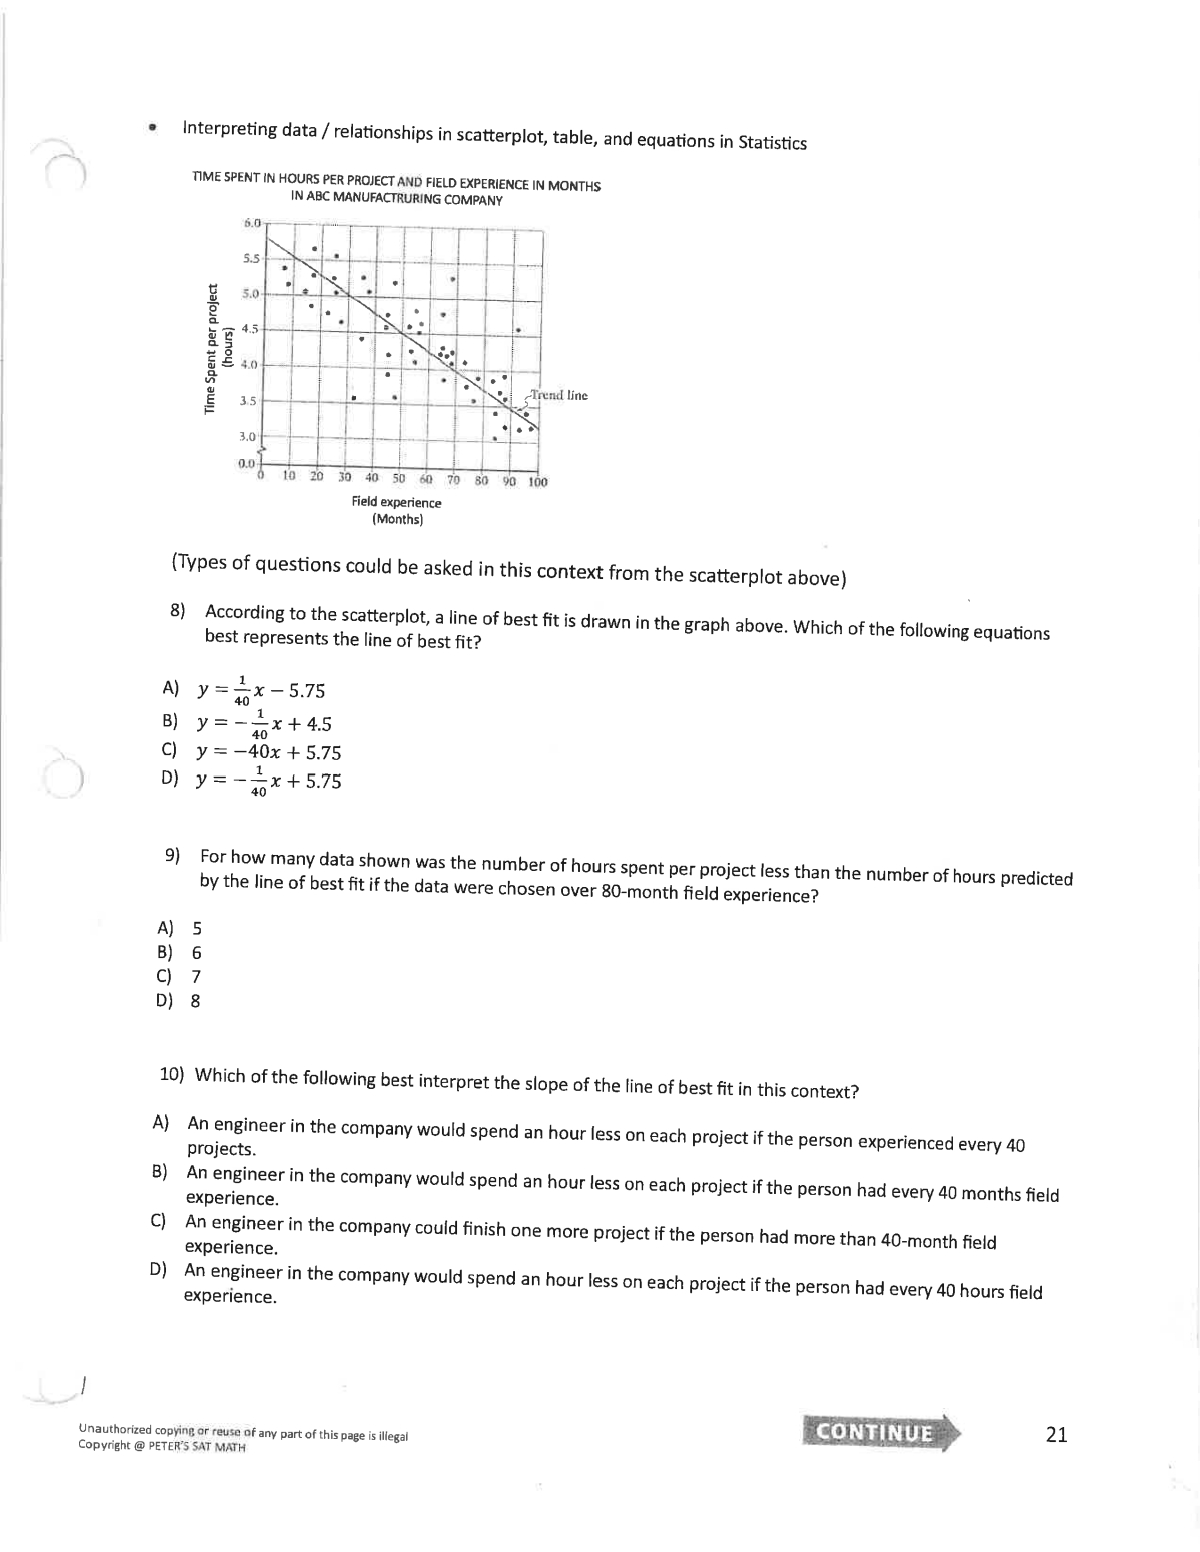 • Interpreting data / relationships in scatterplot, table, and equations in Statistics
TIME SPENT IN HOURS PER PROJECT AND FIELD EXPERIENCE IN MONTHS
IN ABC MANUFACTRURING COMPANY
Time Spent per project
(hours)
6.0
5.5
5.0
4.5
4.0
3.5
3.0
0.0
Trend line
0 10 20 30 40 50 60 70 80 90 100
Field experience
(Months)
(Types of questions could be asked in this context from the scatterplot above)
8) According to the scatterplot, a line of best fit is drawn in the graph above. Which of the following equations
best represents the line of best fit?
A) y = 1/40 x − 5.75
B) y = − 1/40 x + 4.5
C) y = −40x + 5.75
D) y = − 1/40 x + 5.75
9) For how many data shown was the number of hours spent per project less than the number of hours predicted
by the line of best fit if the data were chosen over 80-month field experience?
A) 5
B) 6
C) 7
D) 8
10) Which of the following best interpret the slope of the line of best fit in this context?
A) An engineer in the company would spend an hour less on each project if the person experienced every 40
projects.
B) An engineer in the company would spend an hour less on each project if the person had every 40 months field
experience.
C) An engineer in the company could finish one more project if the person had more than 40-month field
experience.
D) An engineer in the company would spend an hour less on each project if the person had every 40 hours field
experience.
Unauthorized copying or reuse of any part of this page is illegal
Copyright @ PETER'S SAT MATH
CONTINUE
21